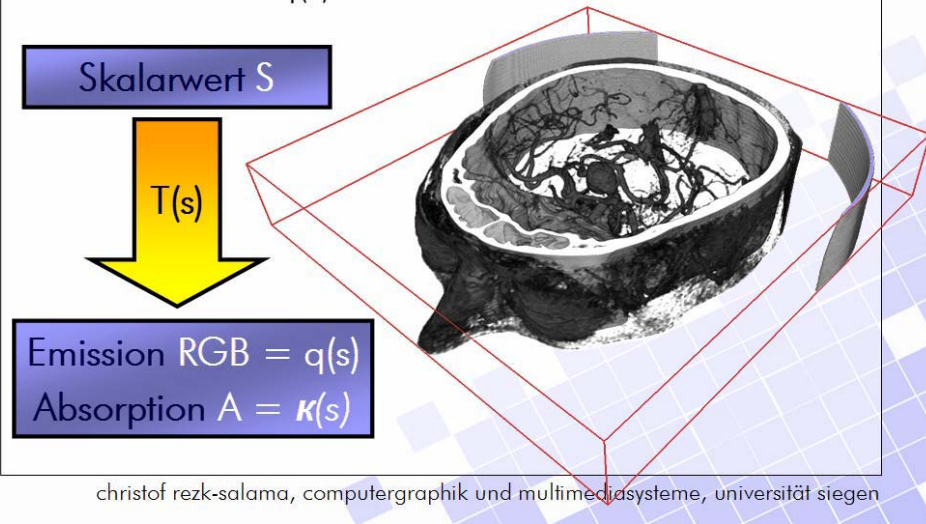 Skalarwert S
T(s)
Emission RGB = q(s)
Absorption A = κ(s)
christof rezk-salama, computergraphik und multimediasysteme, universität siegen